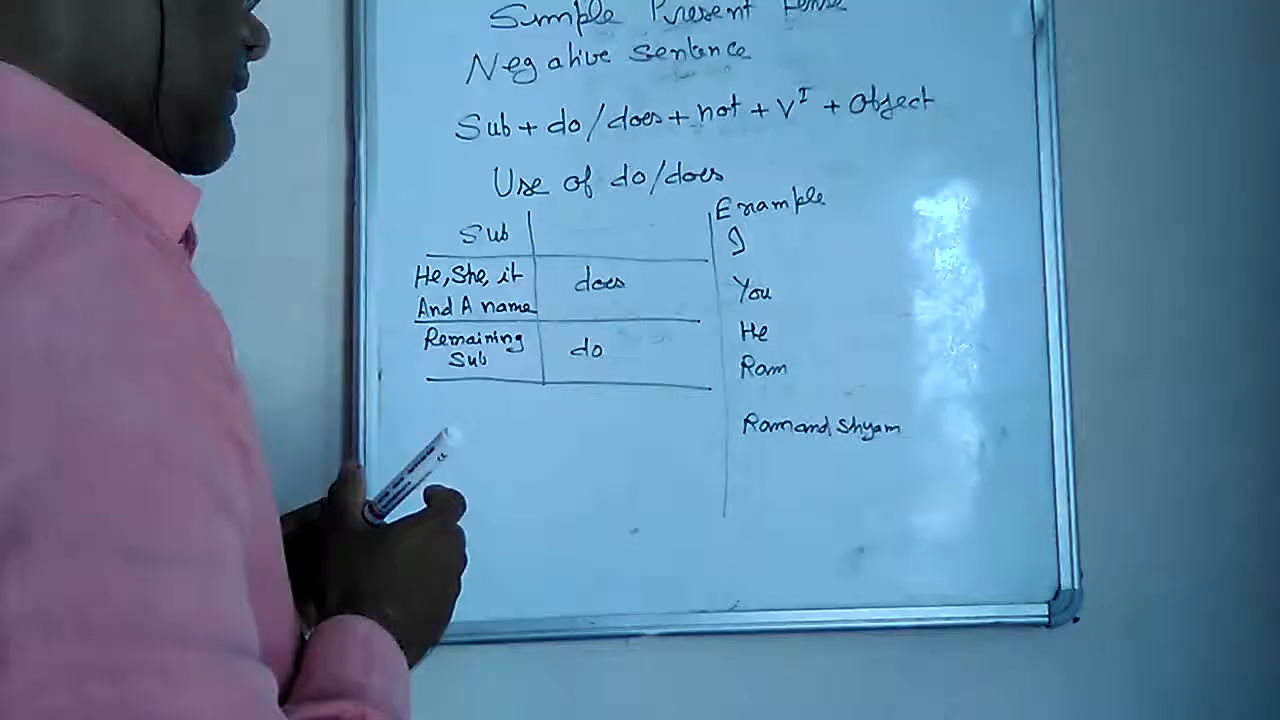 Simple Present Tense
Negative sentence
Sub + do/does + not + V^I + Object
Use of do/does
Sub
He, She, it
And A name
does
Remaining
Sub
do
Example
I
You
He
Ram
Ram and Shyam